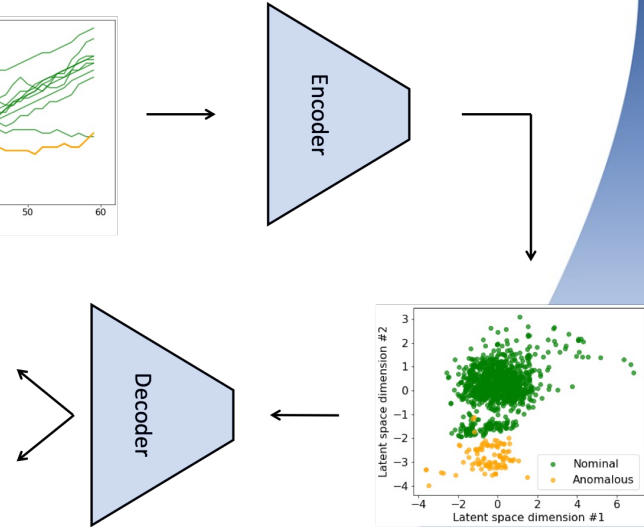 50 60
Encoder
Decoder
Latent space dimension #2
3
2
1
0
−1
−2
−3
−4
Nominal
Anomalous
−4 −2 0 2 4 6
Latent space dimension #1